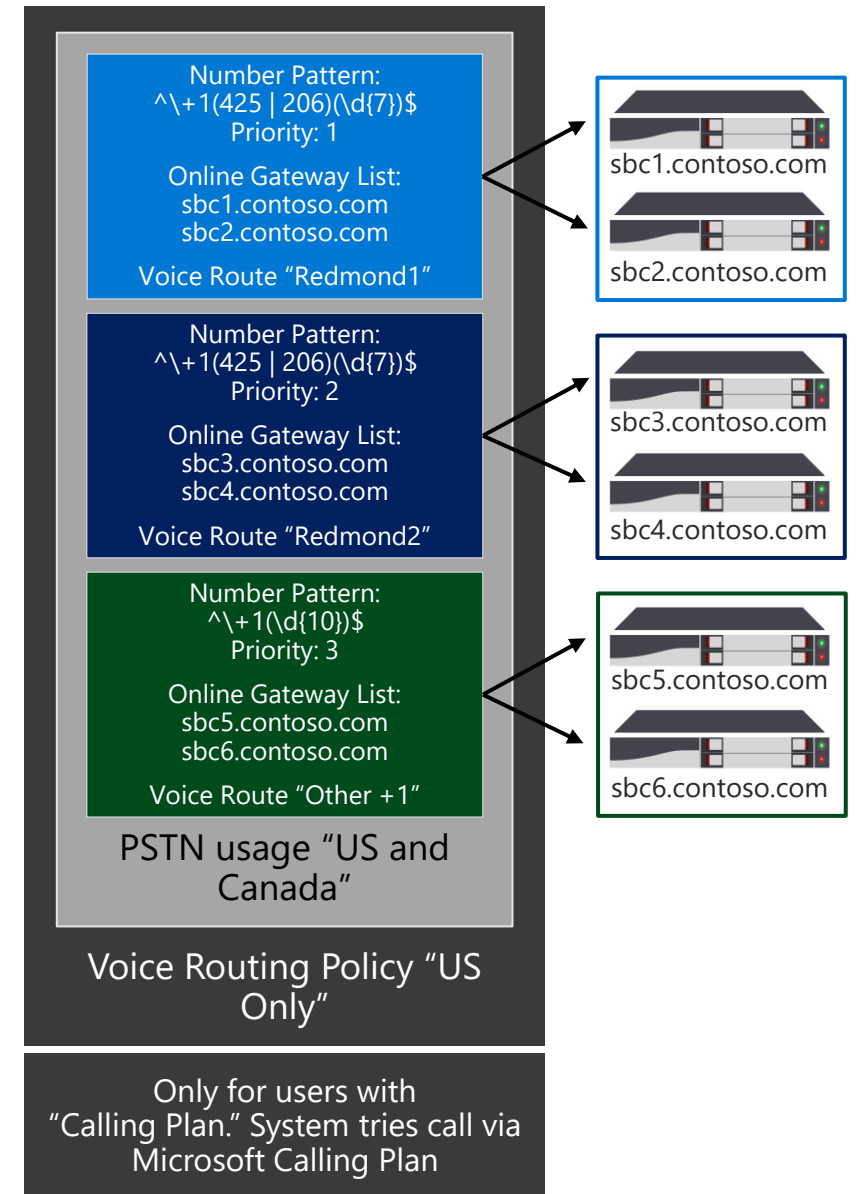 Number Pattern:
^\+1(425 | 206)(\d{7})$
Priority: 1
Online Gateway List:
sbc1.contoso.com
sbc2.contoso.com
Voice Route “Redmond1”
sbc1.contoso.com
sbc2.contoso.com
Number Pattern:
^\+1(425 | 206)(\d{7})$
Priority: 2
Online Gateway List:
sbc3.contoso.com
sbc4.contoso.com
Voice Route “Redmond2”
sbc3.contoso.com
sbc4.contoso.com
Number Pattern:
^\+1(\d{10})$
Priority: 3
Online Gateway List:
sbc5.contoso.com
sbc6.contoso.com
Voice Route “Other +1”
sbc5.contoso.com
sbc6.contoso.com
PSTN usage “US and
Canada”
Voice Routing Policy “US
Only”
Only for users with
“Calling Plan.” System tries call via
Microsoft Calling Plan